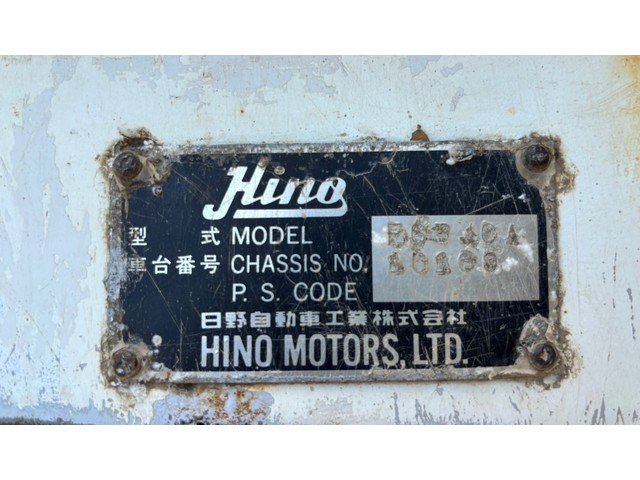 Hino
型 式 MODEL
車台番号 CHASSIS NO.
P. S. CODE
日野自動車工業株式会社
HINO MOTORS, LTD.